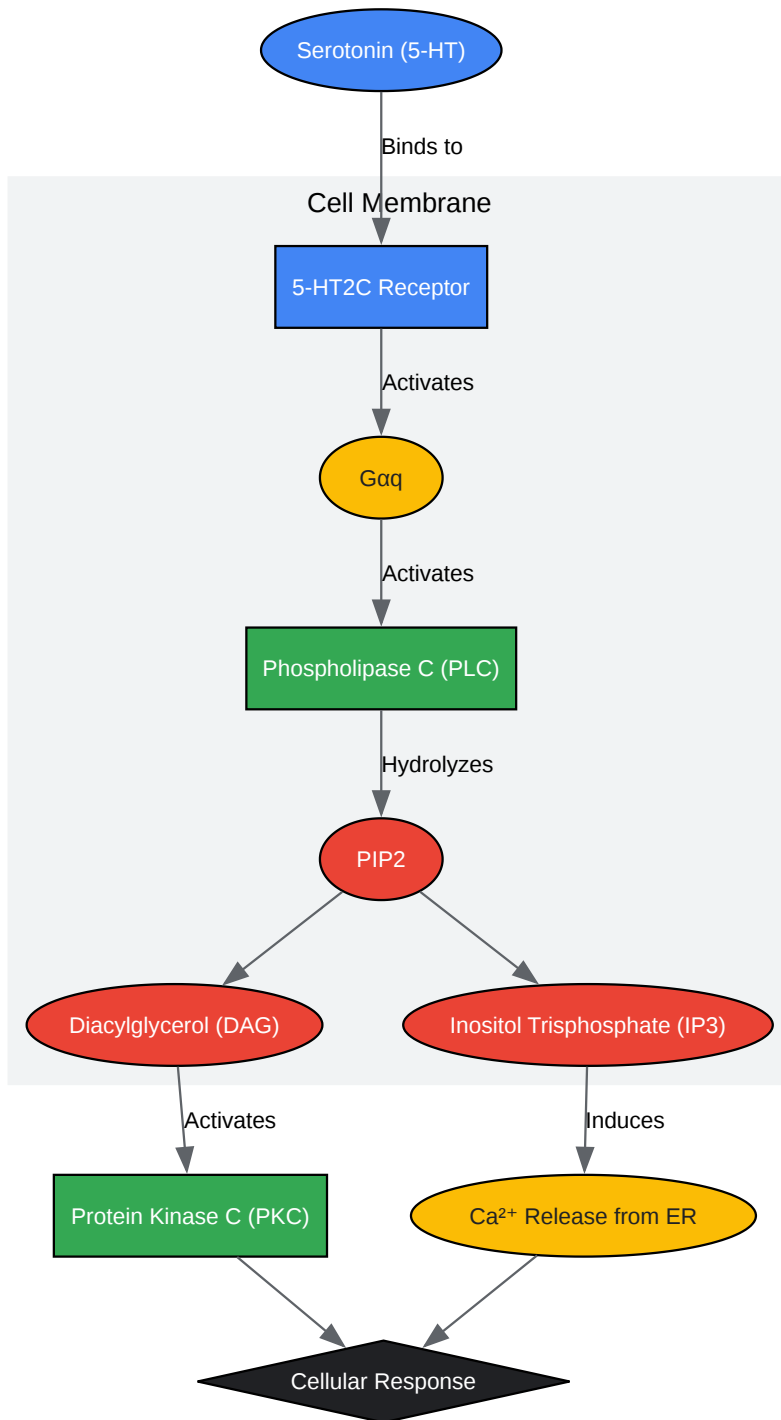 Serotonin (5-HT)
Binds to
Cell Membrane
5-HT2C Receptor
Activates
Gαq
Activates
Phospholipase C (PLC)
Hydrolyzes
PIP2
Diacylglycerol (DAG)
Inositol Trisphosphate (IP3)
Activates
Induces
Protein Kinase C (PKC)
Ca²⁺ Release from ER
Cellular Response